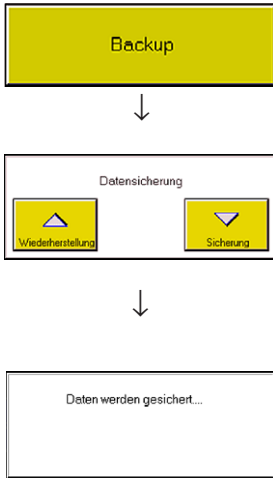 Backup
Datensicherung
Wiederherstellung
Sicherung
Daten werden gesichert....